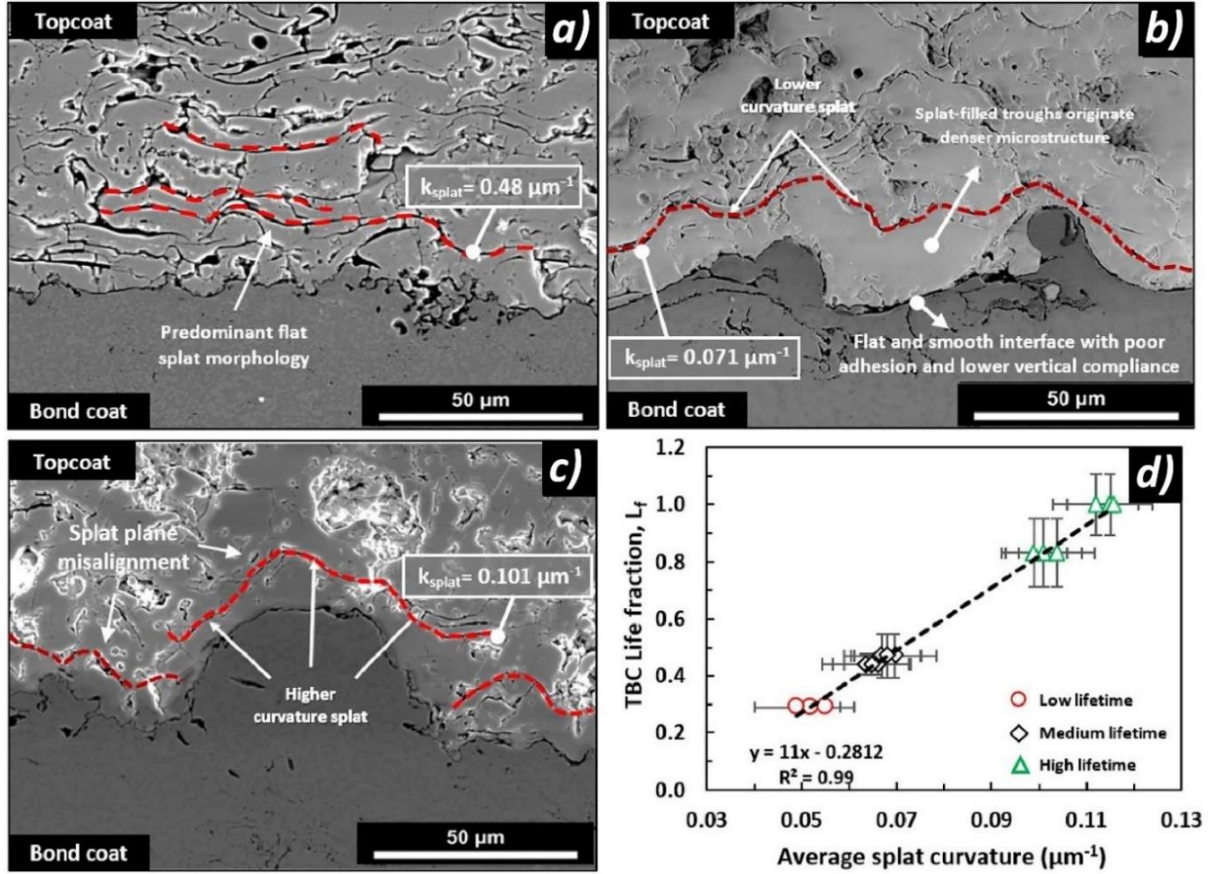 Topcoat
a)
k_splat= 0.48 µm⁻¹
Predominant flat
splat morphology
50 µm
Bond coat
Topcoat
b)
Lower
curvature splat
Splat-filled troughs originate
denser microstructure
k_splat= 0.071 µm⁻¹
Flat and smooth interface with poor
adhesion and lower vertical compliance
50 µm
Bond coat
Topcoat
c)
Splat plane
misalignment
k_splat= 0.101 µm⁻¹
Higher
curvature splat
50 µm
Bond coat
d)
TBC Life fraction, L_f
1.2
1.0
0.8
0.6
0.4
0.2
0.0
Low lifetime
Medium lifetime
High lifetime
y = 11x - 0.2812
R² = 0.99
0.03 0.05 0.07 0.09 0.11 0.13
Average splat curvature (µm⁻¹)